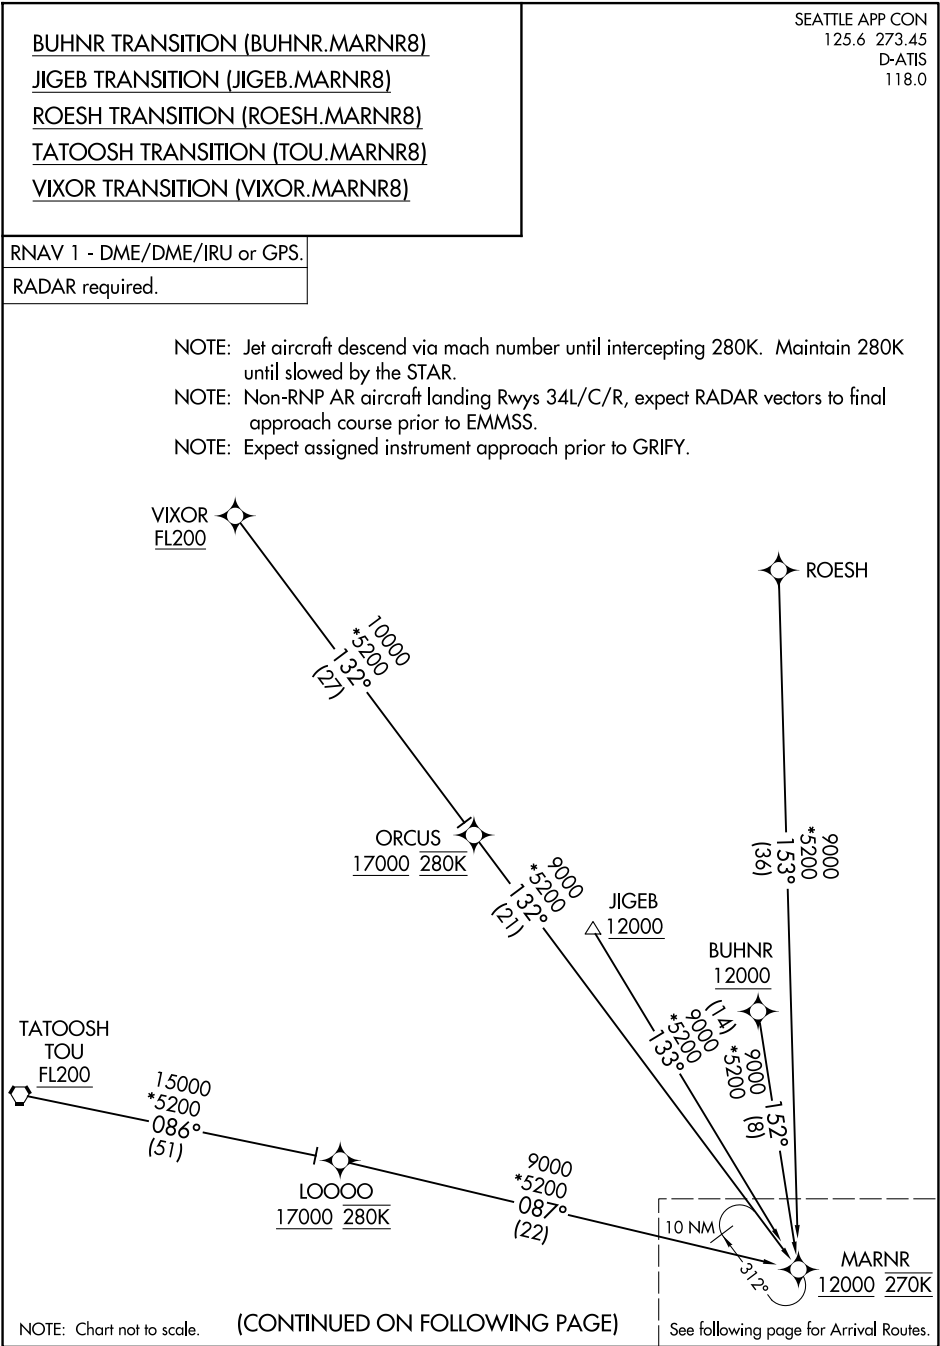 BUHNR TRANSITION (BUHNR.MARNR8)
JIGEB TRANSITION (JIGEB.MARNR8)
ROESH TRANSITION (ROESH.MARNR8)
TATOOSH TRANSITION (TOU.MARNR8)
VIXOR TRANSITION (VIXOR.MARNR8)
SEATTLE APP CON
125.6 273.45
D-ATIS
118.0
RNAV 1 - DME/DME/IRU or GPS.
RADAR required.
NOTE: Jet aircraft descend via mach number until intercepting 280K. Maintain 280K
until slowed by the STAR.
NOTE: Non-RNP AR aircraft landing Rwys 34L/C/R, expect RADAR vectors to final
approach course prior to EMMSS.
NOTE: Expect assigned instrument approach prior to GRIFY.
VIXOR
FL200
ROESH
10000
*5200
132°
(27)
ORCUS
17000 280K
9000
*5200
132°
(21)
9000
*5200
153°
(36)
JIGEB
12000
BUHNR
12000
(14)
9000
*5200
133°
9000
*5200
152°
(8)
TATOOSH
TOU
FL200
15000
*5200
086°
(51)
LOOOO
17000 280K
9000
*5200
087°
(22)
10 NM
312°
MARNR
12000 270K
NOTE: Chart not to scale.
(CONTINUED ON FOLLOWING PAGE)
See following page for Arrival Routes.